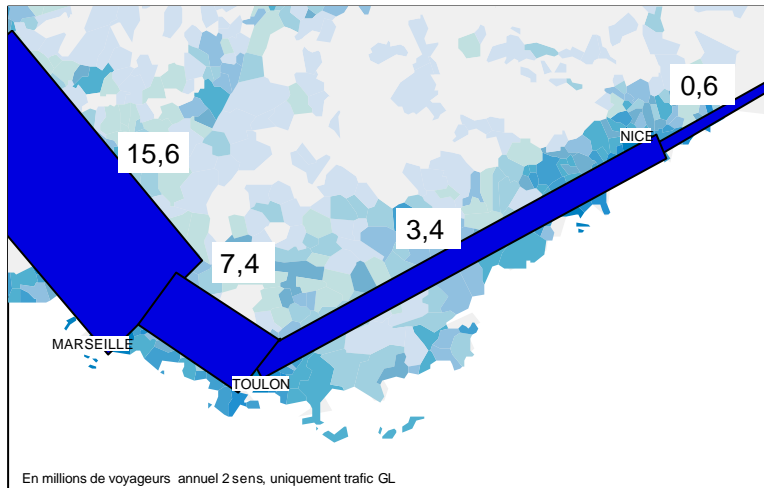 0,6
NICE
15,6
3,4
7,4
MARSEILLE
TOULON
En millions de voyageurs annuel 2 sens, uniquement trafic GL